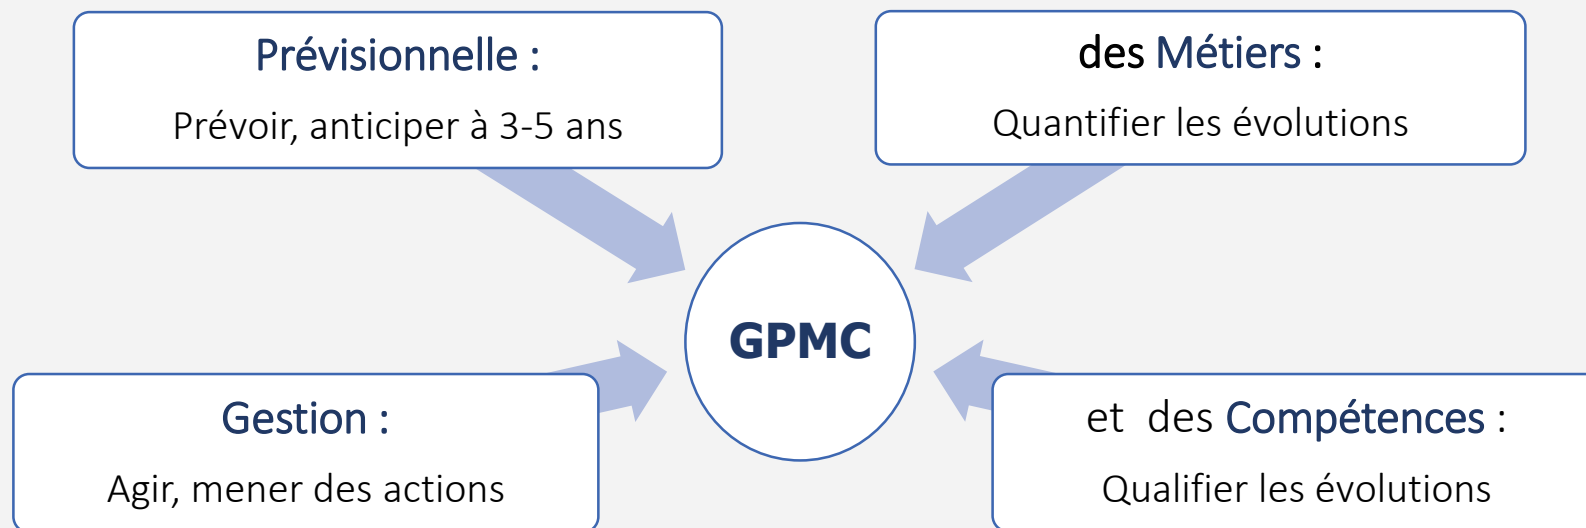 Prévisionnelle :
Prévoir, anticiper à 3-5 ans
des Métiers :
Quantifier les évolutions
GPMC
Gestion :
Agir, mener des actions
et des Compétences :
Qualifier les évolutions